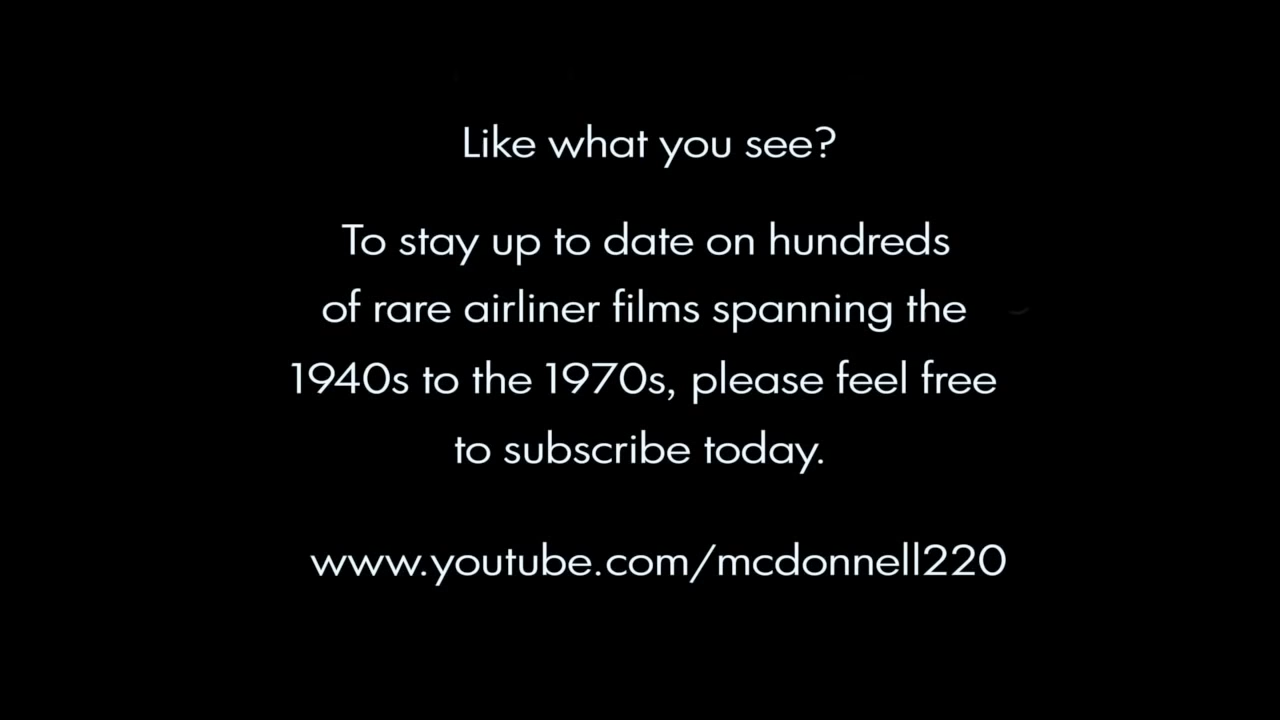 Like what you see?
To stay up to date on hundreds
of rare airliner films spanning the
1940s to the 1970s, please feel free
to subscribe today.
www.youtube.com/mcdonnell220